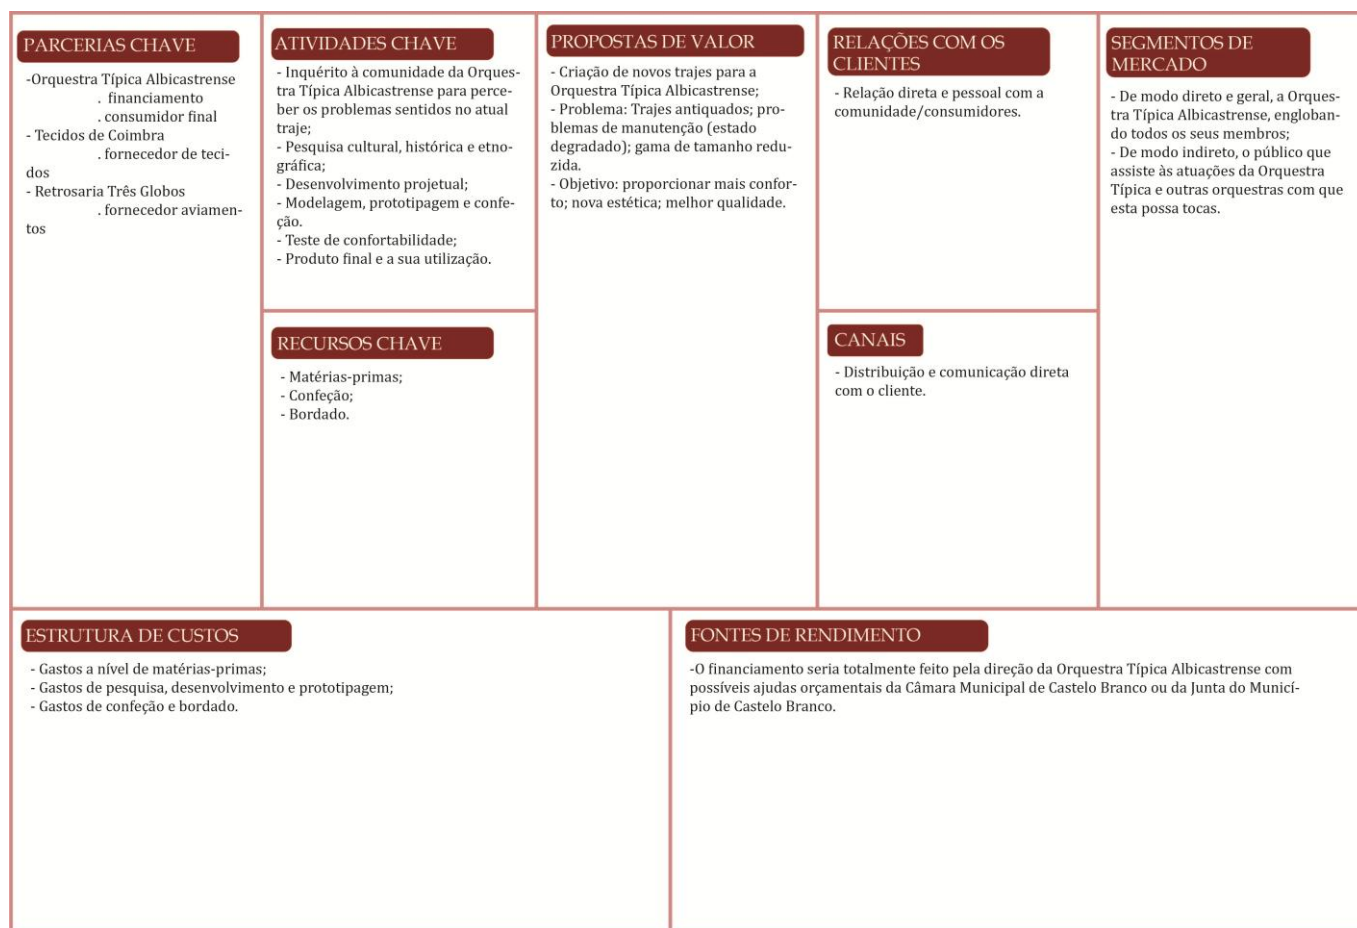 PARCERIAS CHAVE
-Orquestra Típica Albicastrense
. financiamento
. consumidor final
- Tecidos de Coimbra
. fornecedor de teci-
dos
- Retrosaria Três Globos
. fornecedor aviamen-
tos
ATIVIDADES CHAVE
- Inquérito à comunidade da Orques-
tra Típica Albicastrense para perce-
ber os problemas sentidos no atual
traje;
- Pesquisa cultural, histórica e etno-
gráfica;
- Desenvolvimento projetual;
- Modelagem, prototipagem e confe-
ção.
- Teste de confortabilidade;
- Produto final e a sua utilização.
RECURSOS CHAVE
- Matérias-primas;
- Confeção;
- Bordado.
PROPOSTAS DE VALOR
- Criação de novos trajes para a
Orquestra Típica Albicastrense;
- Problema: Trajes antiquados; pro-
blemas de manutenção (estado
degradado); gama de tamanho redu-
zida.
- Objetivo: proporcionar mais confor-
to; nova estética; melhor qualidade.
RELAÇÕES COM OS
CLIENTES
- Relação direta e pessoal com a
comunidade/consumidores.
CANAIS
- Distribuição e comunicação direta
com o cliente.
SEGMENTOS DE
MERCADO
- De modo direto e geral, a Orques-
tra Típica Albicastrense, engloban-
do todos os seus membros;
- De modo indireto, o público que
assiste às atuações da Orquestra
Típica e outras orquestras com que
esta possa tocas.
ESTRUTURA DE CUSTOS
- Gastos a nível de matérias-primas;
- Gastos de pesquisa, desenvolvimento e prototipagem;
- Gastos de confeção e bordado.
FONTES DE RENDIMENTO
-O financiamento seria totalmente feito pela direção da Orquestra Típica Albicastrense com
possíveis ajudas orçamentais da Câmara Municipal de Castelo Branco ou da Junta do Municí-
pio de Castelo Branco.